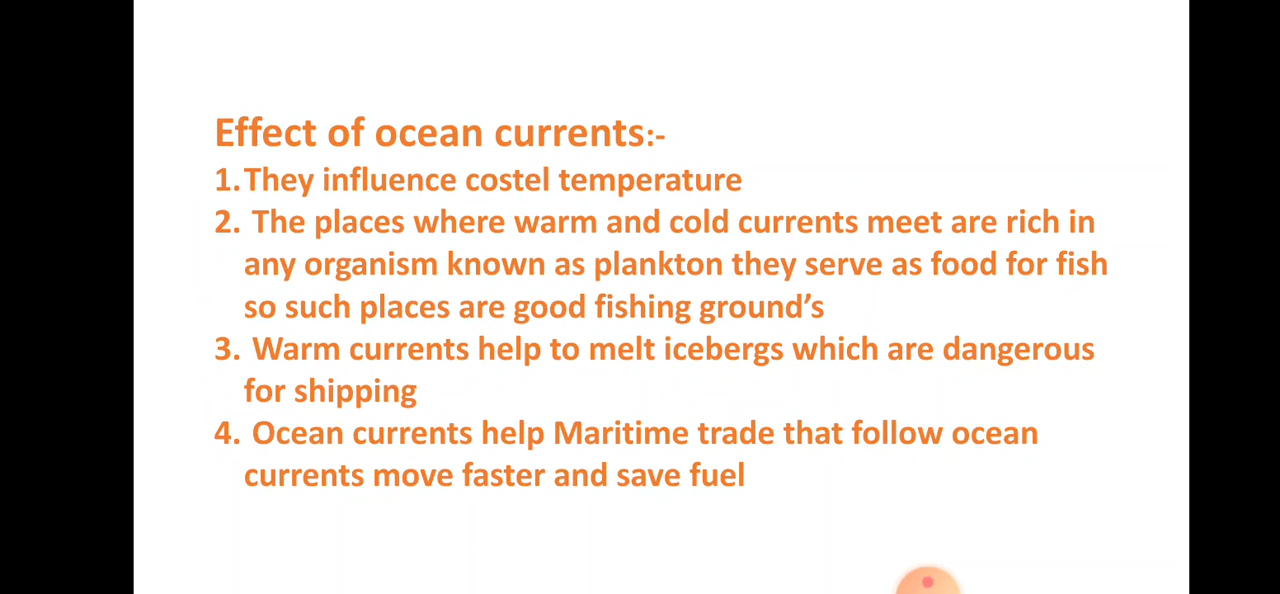 Effect of ocean currents:-
1.They influence costel temperature
2. The places where warm and cold currents meet are rich in
any organism known as plankton they serve as food for fish
so such places are good fishing ground’s
3. Warm currents help to melt icebergs which are dangerous
for shipping
4. Ocean currents help Maritime trade that follow ocean
currents move faster and save fuel